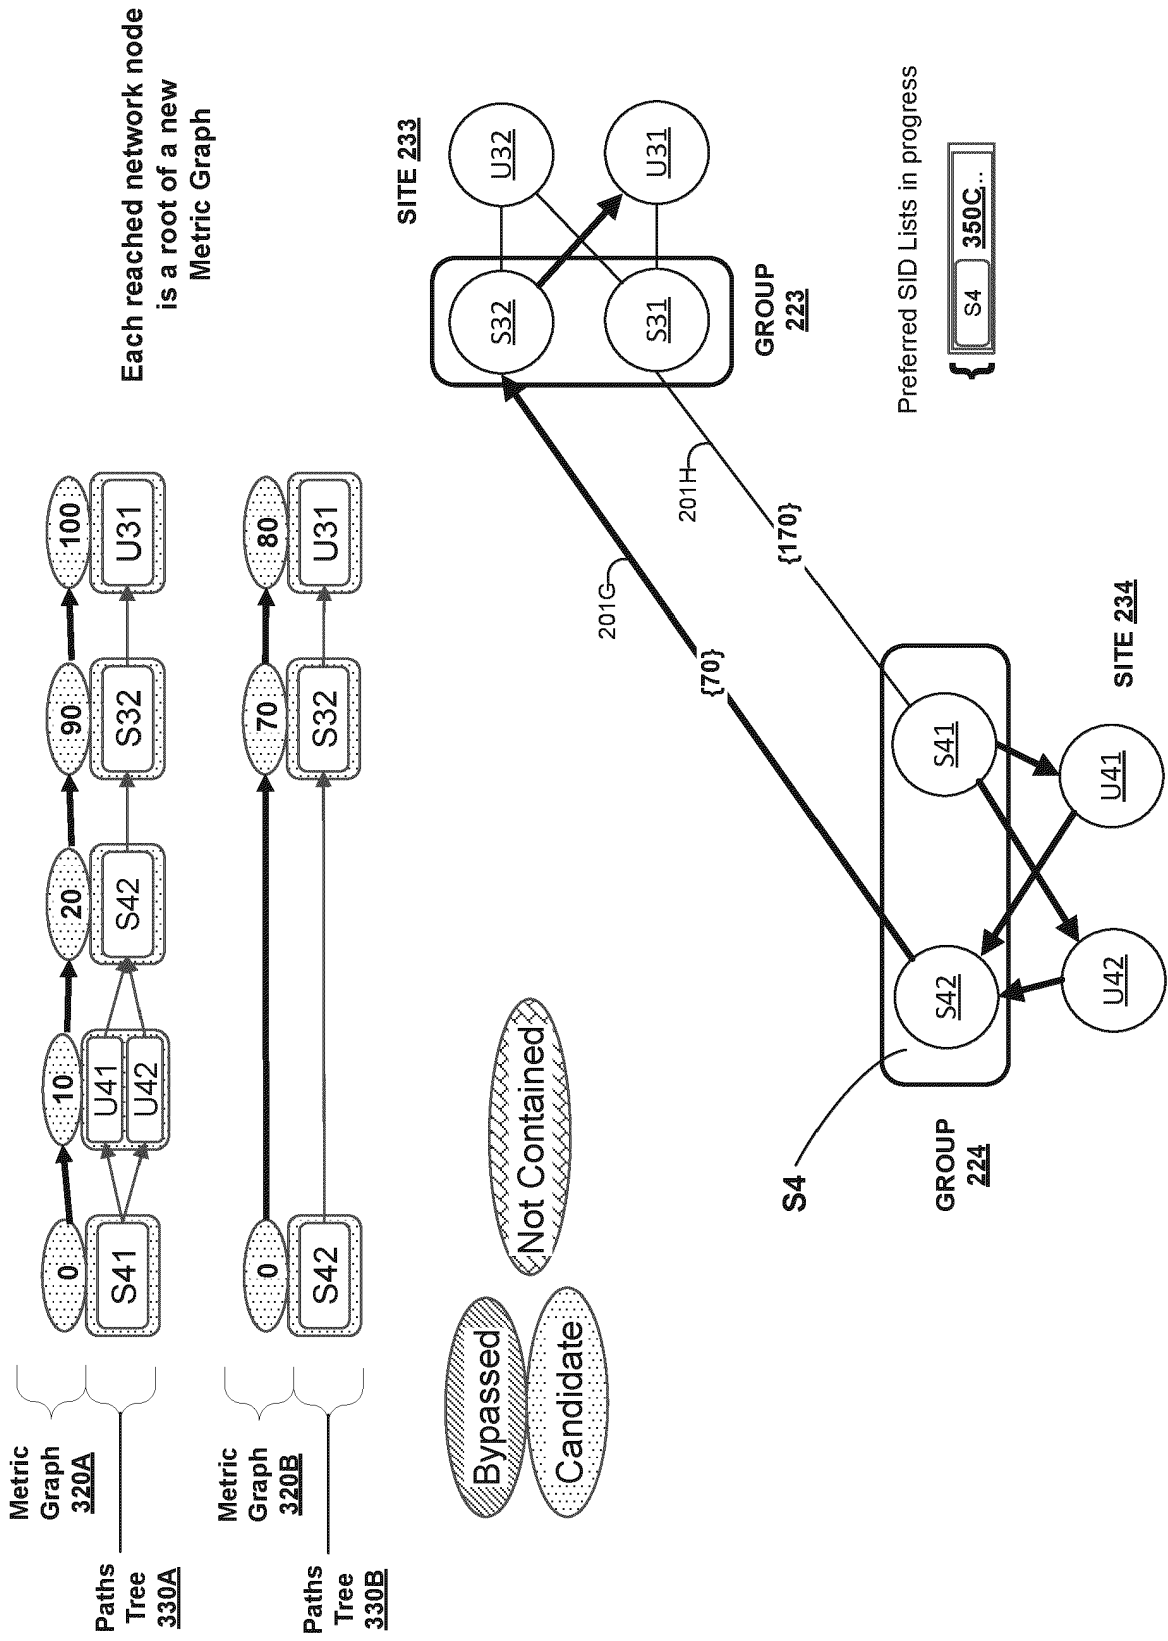 Metric
Graph
320A
Paths
Tree
330A
0
10
20
90
100
S41
U41
U42
S42
S32
U31
Each reached network node
is a root of a new
Metric Graph
Metric
Graph
320B
Paths
Tree
330B
0
70
80
S42
S32
U31
Bypassed
Candidate
Not Contained
SITE 233
S32
U32
S31
U31
GROUP
223
201G
201H
{70}
{170}
S4
S42
S41
U42
U41
GROUP
224
SITE 234
Preferred SID Lists in progress
{
S4
350C...